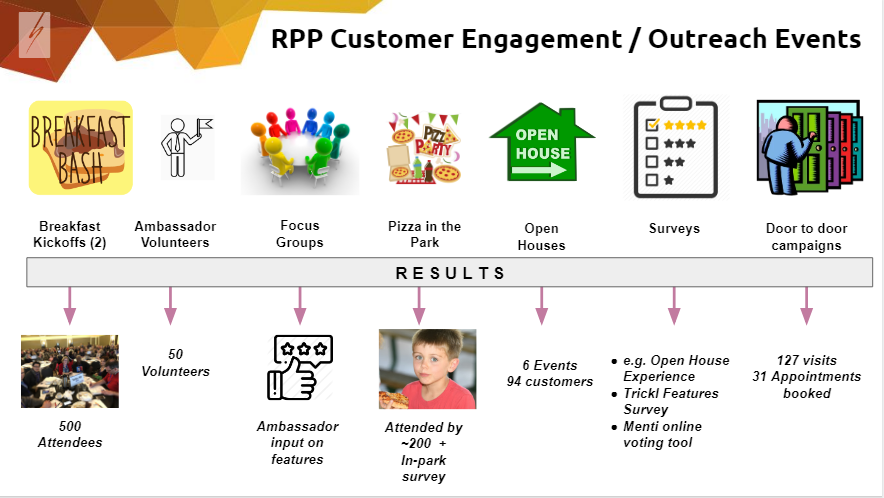 RPP Customer Engagement / Outreach Events
BREAKFAST
BASH
PIZZA
PARTY
OPEN
HOUSE
Breakfast
Kickoffs (2)
Ambassador
Volunteers
Focus
Groups
Pizza in the
Park
Open
Houses
Surveys
Door to door
campaigns
RESULTS
500
Attendees
50
Volunteers
Ambassador
input on
features
Attended by
~200 +
In-park
survey
6 Events
94 customers
● e.g. Open House
Experience
● Trickl Features
Survey
● Menti online
voting tool
127 visits
31 Appointments
booked